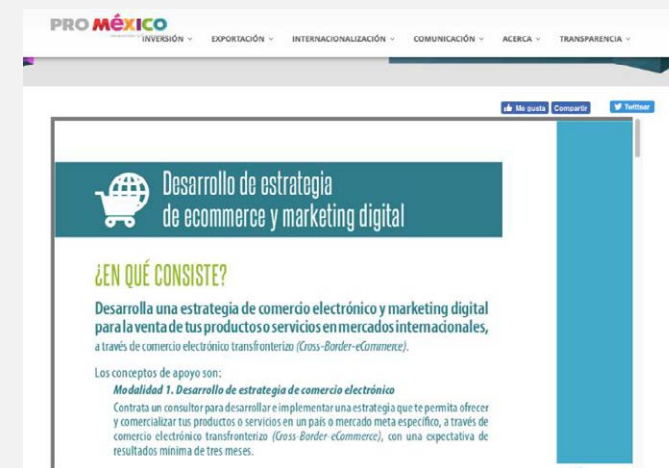 PRO MÉXICO
INVERSIÓN EXPORTACIÓN INTERNACIONALIZACIÓN COMUNICACIÓN ACERCA TRANSPARENCIA
Me gusta Compartir Twittear
Desarrollo de estrategia
de ecommerce y marketing digital
¿EN QUÉ CONSISTE?
Desarrolla una estrategia de comercio electrónico y marketing digital
para la venta de tus productos o servicios en mercados internacionales,
a través de comercio electrónico transfronterizo (Cross-Border-eCommerce).
Los conceptos de apoyo son:
Modalidad 1. Desarrollo de estrategia de comercio electrónico
Contrata un consultor para desarrollar e implementar una estrategia que te permita ofrecer
y comercializar tus productos o servicios en un país o mercado meta específico, a través de
comercio electrónico transfronterizo (Cross-Border-eCommerce), con una expectativa de
resultados mínima de tres meses.